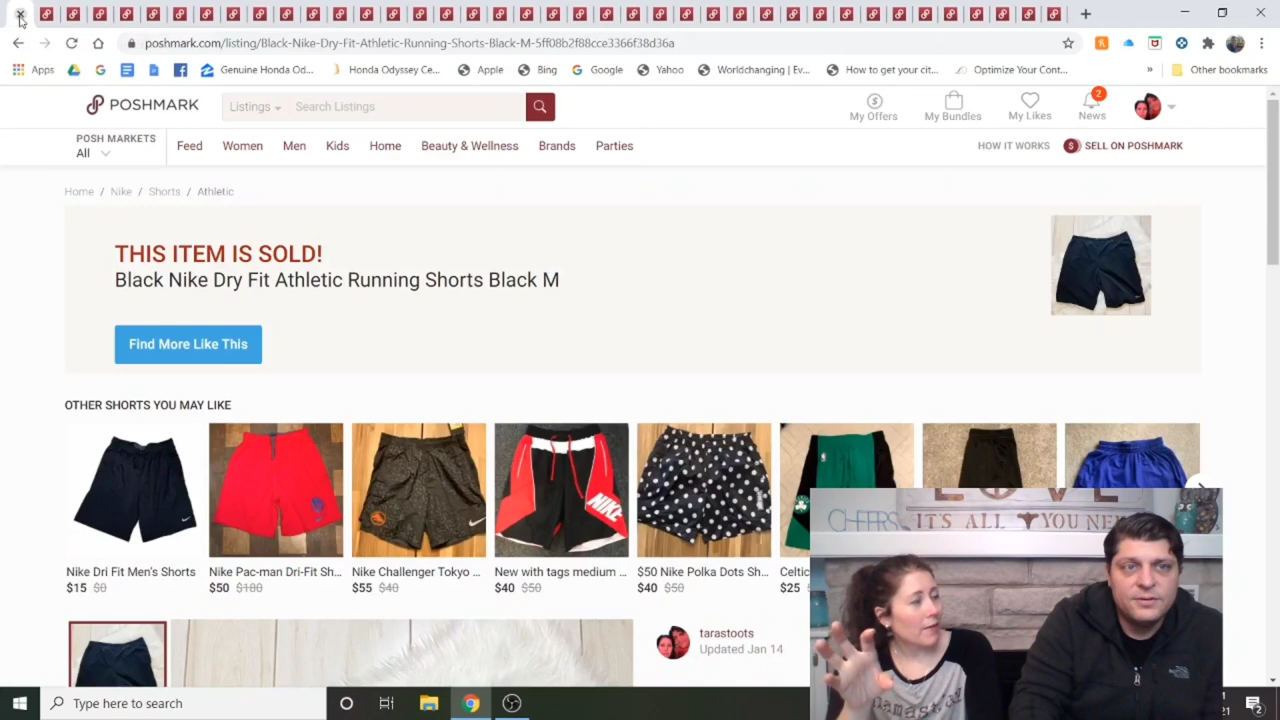 poshmark.com/listing/Black-Nike-Dry-Fit-Athletic-Running-Shorts-Black-M-5ff08b2f88cce3366f38d36a
Apps
Genuine Honda Od...
Honda Odyssey Ce...
Apple
Bing
Google
Yahoo
Worldchanging | Ev...
How to get your cit...
Optimize Your Cont...
»
Other bookmarks
POSHMARK
Listings
Search Listings
My Offers
My Bundles
My Likes
2
News
POSH MARKETS
All
Feed
Women
Men
Kids
Home
Beauty & Wellness
Brands
Parties
HOW IT WORKS
$ SELL ON POSHMARK
Home / Nike / Shorts / Athletic
THIS ITEM IS SOLD!
Black Nike Dry Fit Athletic Running Shorts Black M
Find More Like This
OTHER SHORTS YOU MAY LIKE
NIKE
Nike Dri Fit Men's Shorts
$15 $0
Nike Pac-man Dri-Fit Sh...
$50 $180
Nike Challenger Tokyo ...
$55 $40
New with tags medium ...
$40 $50
$50 Nike Polka Dots Sh...
$40 $50
Celtic
$25
tarastoots
Updated Jan 14
CHEERS
LOVE
IT'S ALL YOU NEE
namast
Type here to search
21
2